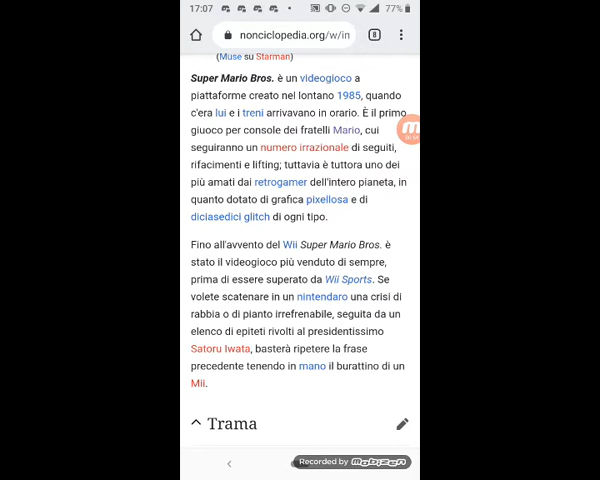 17:07
77%
nonciclopedia.org/w/in
8
(Muse su Starman)
Super Mario Bros. è un videogioco a
piattaforme creato nel lontano 1985, quando
c'era lui e i treni arrivavano in orario. È il primo
giuoco per console dei fratelli Mario, cui
seguiranno un numero irrazionale di seguiti,
rifacimenti e lifting; tuttavia è tuttora uno dei
più amati dai retrogamer dell'intero pianeta, in
quanto dotato di grafica pixellosa e di
diciasedici glitch di ogni tipo.
Fino all'avvento del Wii Super Mario Bros. è
stato il videogioco più venduto di sempre,
prima di essere superato da Wii Sports. Se
volete scatenare in un nintendaro una crisi di
rabbia o di pianto irrefrenabile, seguita da un
elenco di epiteti rivolti al presidentissimo
Satoru Iwata, basterà ripetere la frase
precedente tenendo in mano il burattino di un
Mii.
Trama
Recorded by mobizen